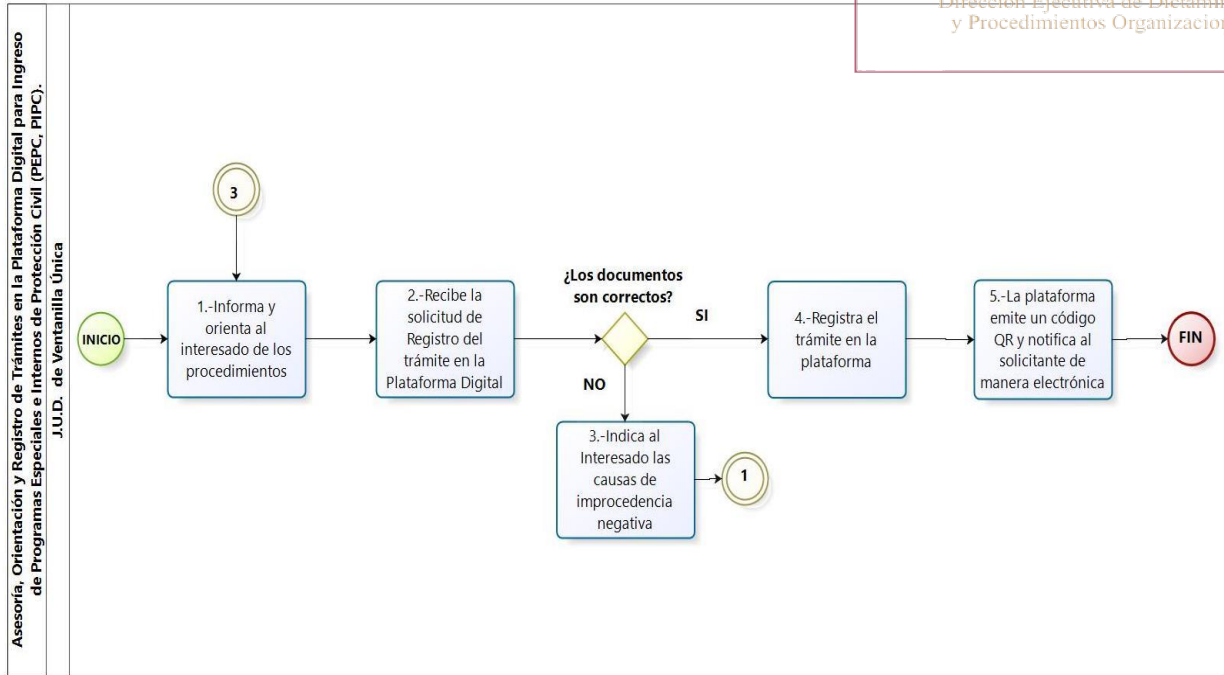 Dirección Ejecutiva de
y Procedimientos
Asesoría, Orientación y Registro de Trámites en la Plataforma Digital para Ingreso
de Programas Especiales e Internos de Protección Civil (PEPC, PIPC).
J.U.D. de Ventanilla Única
INICIO
3
1.-Informa y
orienta al
interesado de los
procedimientos
2.-Recibe la
solicitud de
Registro del
trámite en la
Plataforma Digital
¿Los documentos
son correctos?
SI
NO
3.-Indica al
Interesado las
causas de
improcedencia
negativa
1
4.-Registra el
trámite en la
plataforma
5.-La plataforma
emite un código
QR y notifica al
solicitante de
manera electrónica
FIN